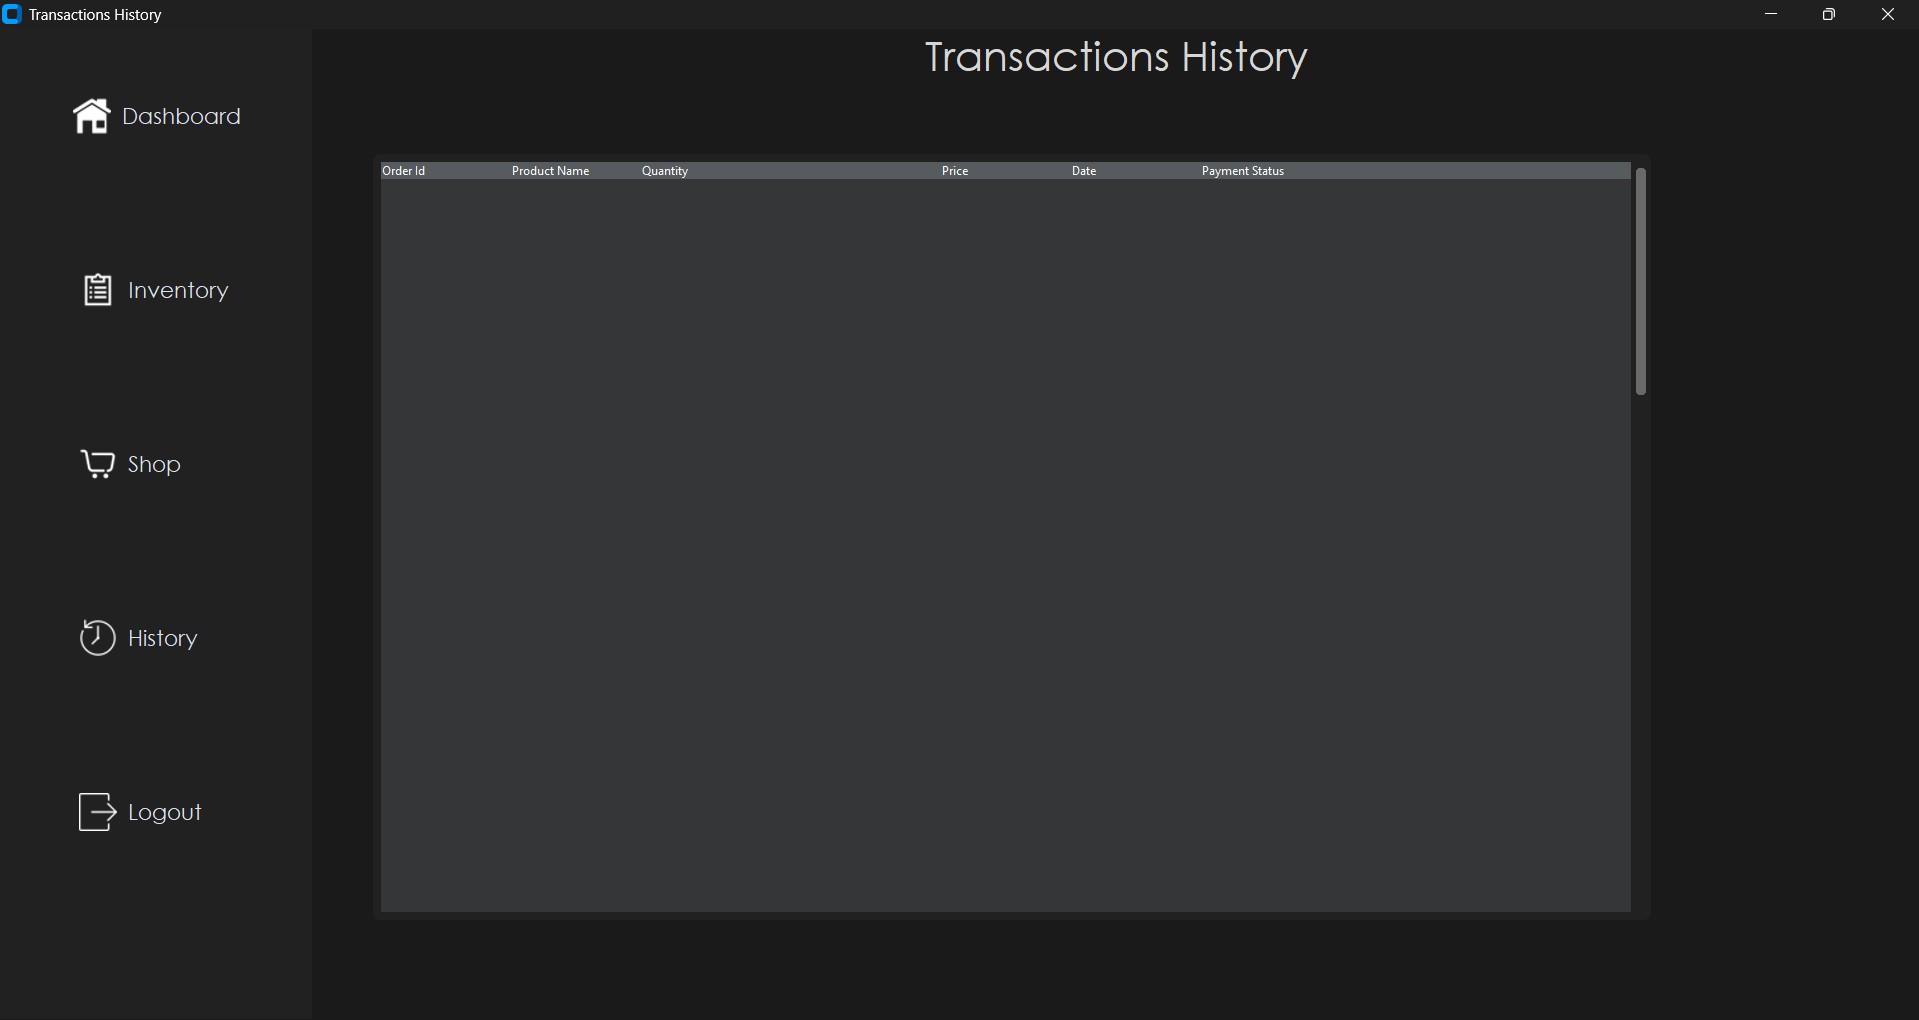 Transactions History
Transactions History
Dashboard
Inventory
Shop
History
Logout
Order Id Product Name Quantity Price Date Payment Status